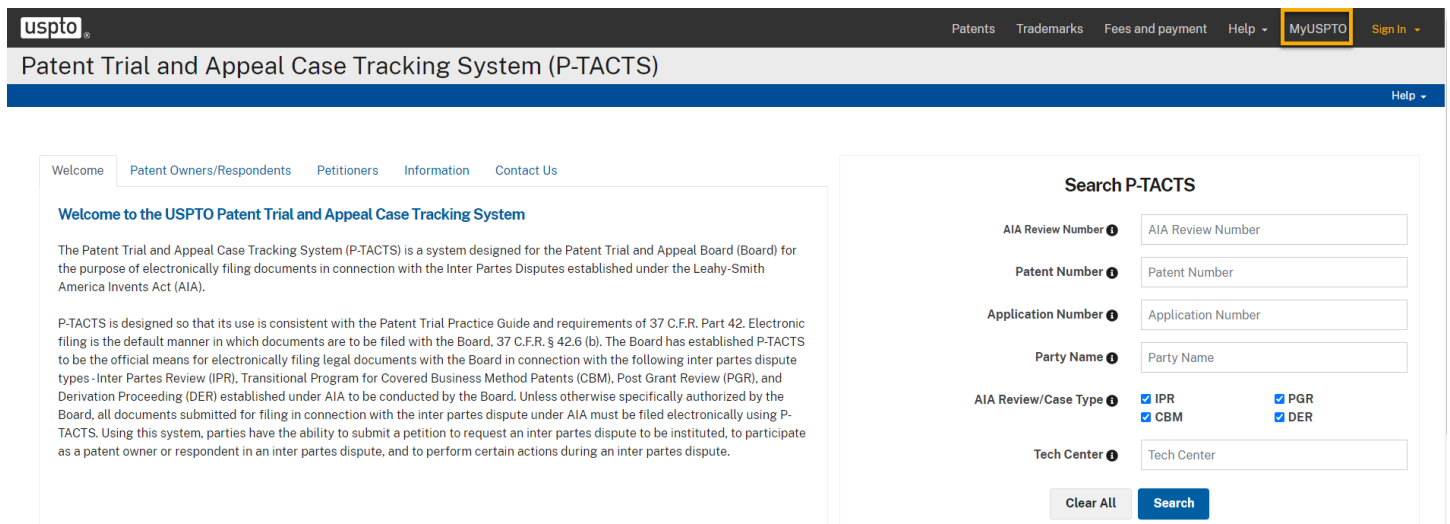 uspto®
Patents Trademarks Fees and payment Help MyUSPTO Sign In
Patent Trial and Appeal Case Tracking System (P-TACTS)
Help
Welcome Patent Owners/Respondents Petitioners Information Contact Us
Welcome to the USPTO Patent Trial and Appeal Case Tracking System
The Patent Trial and Appeal Case Tracking System (P-TACTS) is a system designed for the Patent Trial and Appeal Board (Board) for
the purpose of electronically filing documents in connection with the Inter Partes Disputes established under the Leahy-Smith
America Invents Act (AIA).
P-TACTS is designed so that its use is consistent with the Patent Trial Practice Guide and requirements of 37 C.F.R. Part 42. Electronic
filing is the default manner in which documents are to be filed with the Board, 37 C.F.R. § 42.6 (b). The Board has established P-TACTS
to be the official means for electronically filing legal documents with the Board in connection with the following inter partes dispute
types - Inter Partes Review (IPR), Transitional Program for Covered Business Method Patents (CBM), Post Grant Review (PGR), and
Derivation Proceeding (DER) established under AIA to be conducted by the Board. Unless otherwise specifically authorized by the
Board, all documents submitted for filing in connection with the inter partes dispute under AIA must be filed electronically using P-
TACTS. Using this system, parties have the ability to submit a petition to request an inter partes dispute to be instituted, to participate
as a patent owner or respondent in an inter partes dispute, and to perform certain actions during an inter partes dispute.
Search P-TACTS
AIA Review Number AIA Review Number
Patent Number Patent Number
Application Number Application Number
Party Name Party Name
AIA Review/Case Type IPR PGR
CBM DER
Tech Center Tech Center
Clear All Search